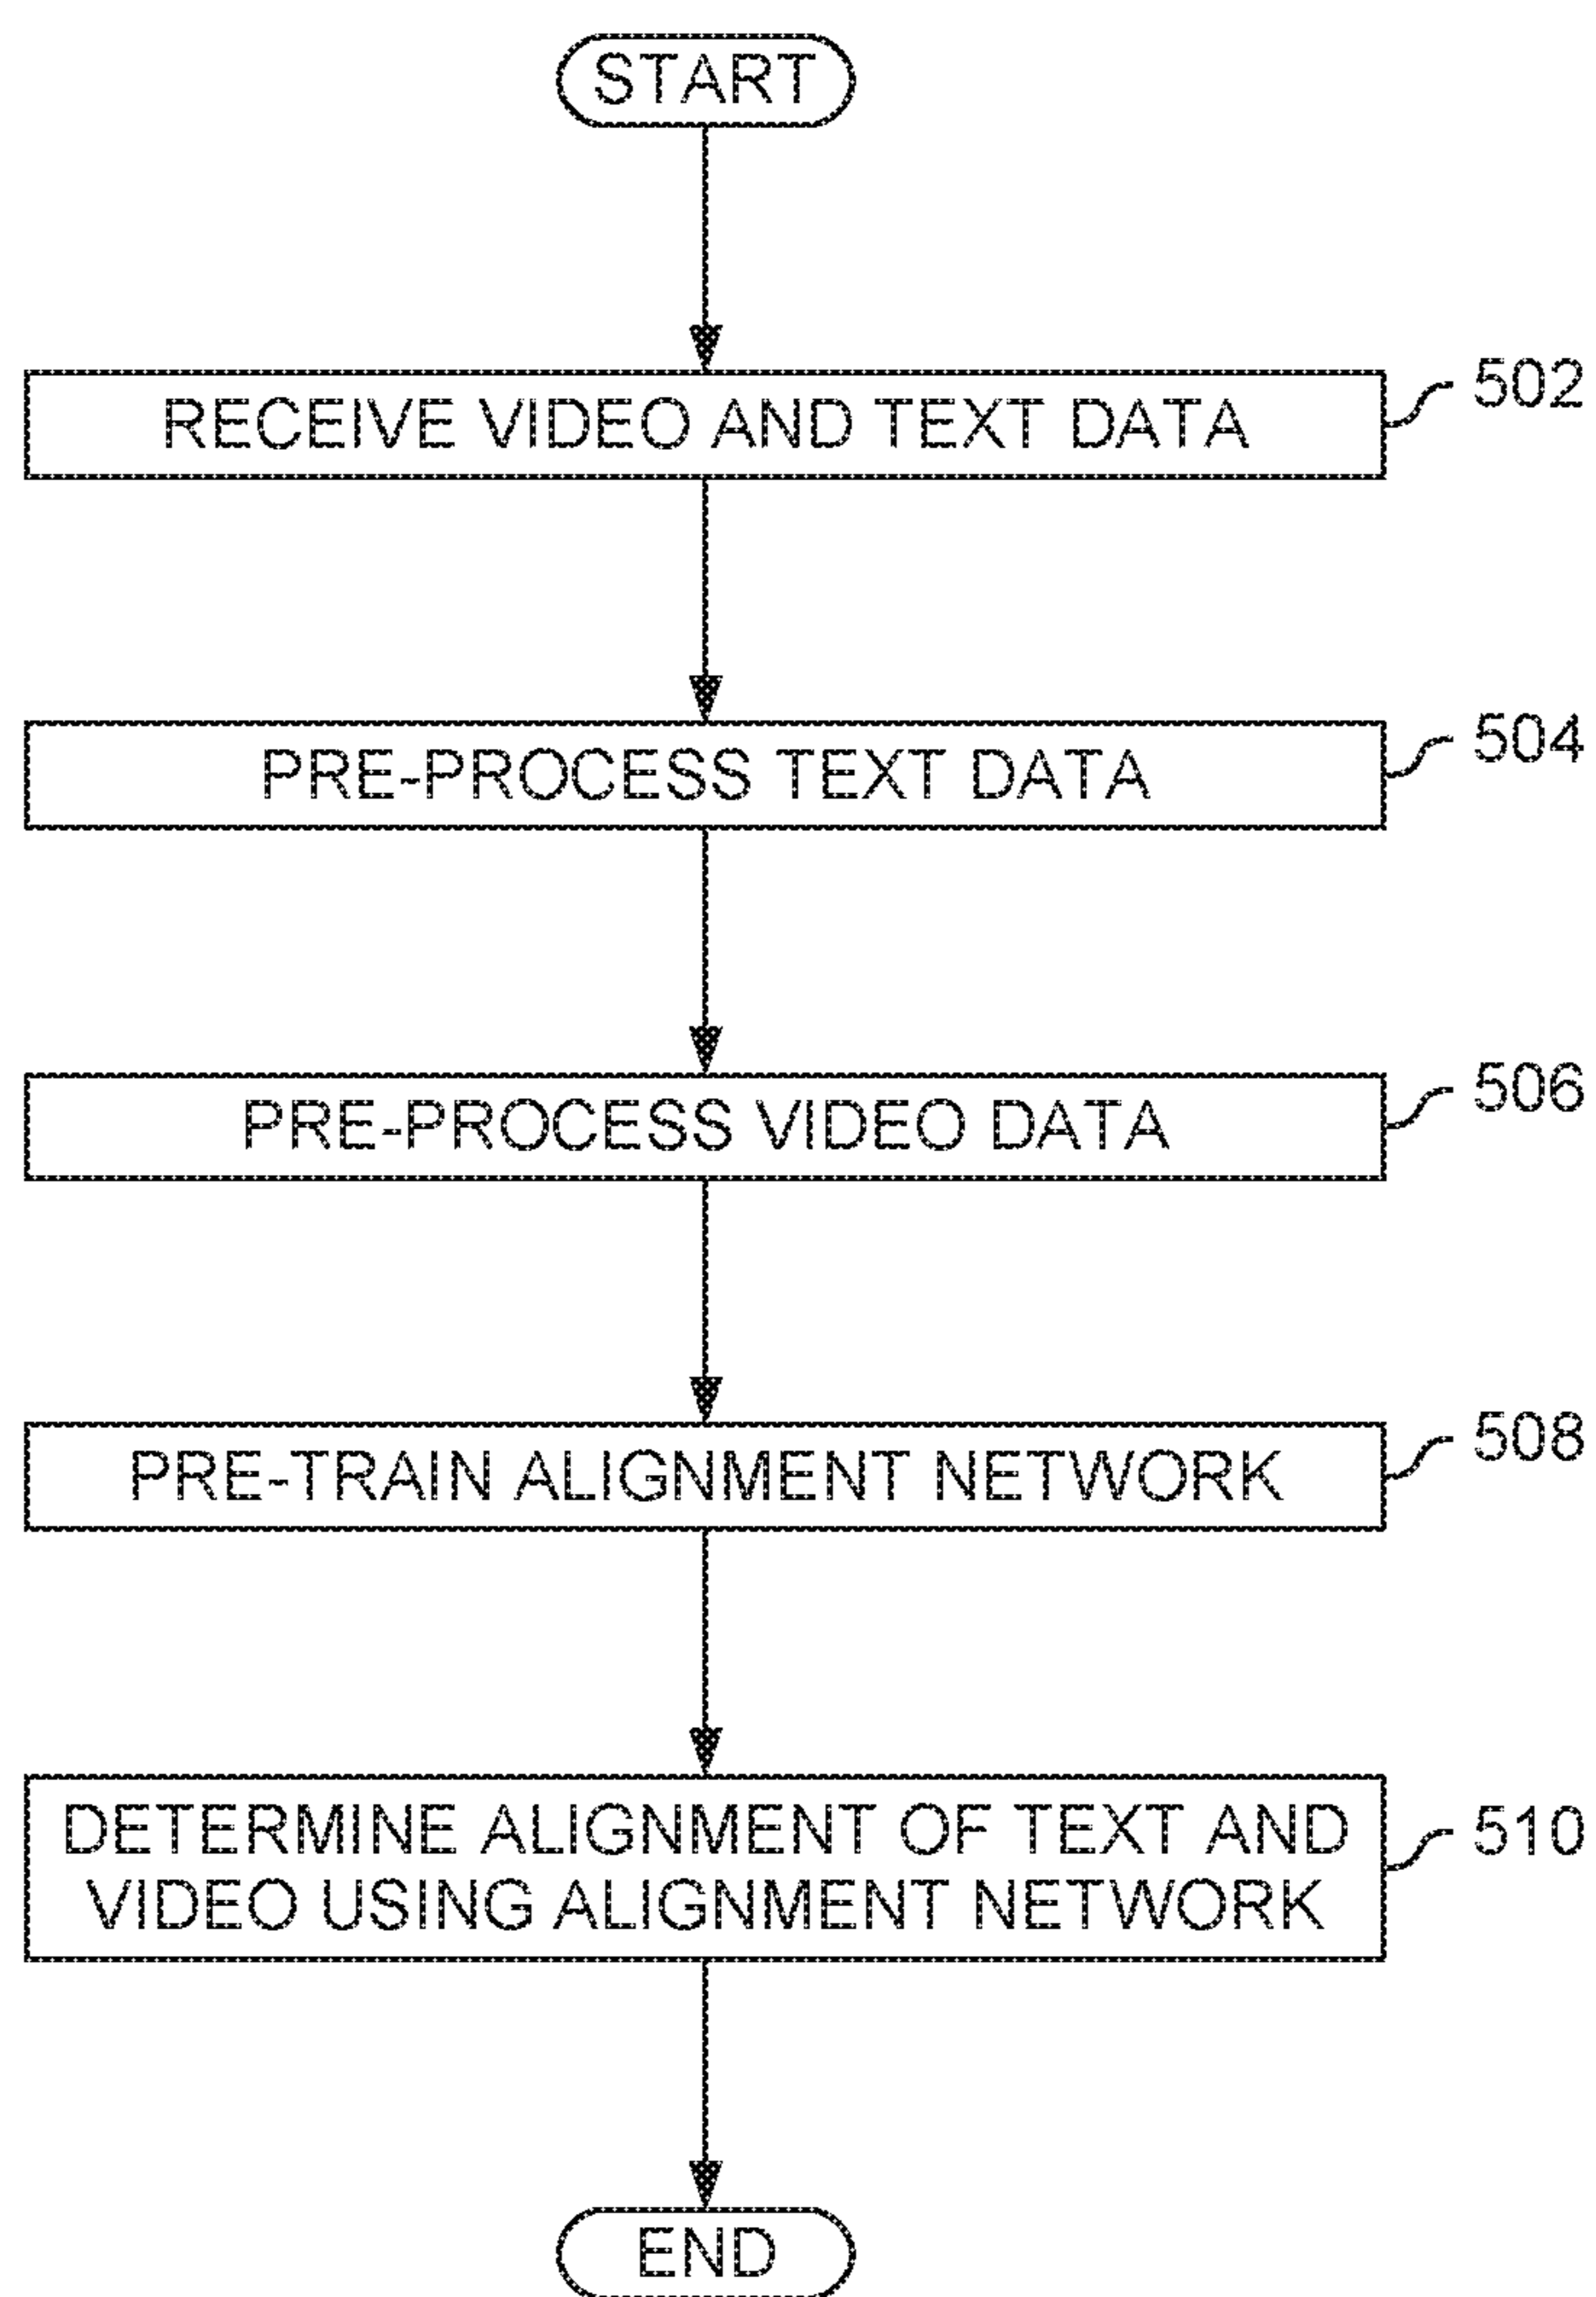 START
RECEIVE VIDEO AND TEXT DATA
502
PRE-PROCESS TEXT DATA
504
PRE-PROCESS VIDEO DATA
506
PRE-TRAIN ALIGNMENT NETWORK
508
DETERMINE ALIGNMENT OF TEXT AND
VIDEO USING ALIGNMENT NETWORK
510
END